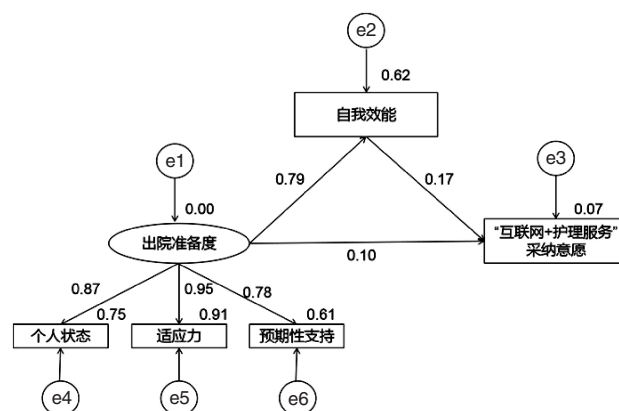 e2
0.62
自我效能
e1
e3
0.79
0.17
0.00
0.07
出院准备度
"互联网+护理服务"
采纳意愿
0.10
0.87
0.95
0.78
0.75
0.91
0.61
个人状态
适应力
预期性支持
e4
e5
e6